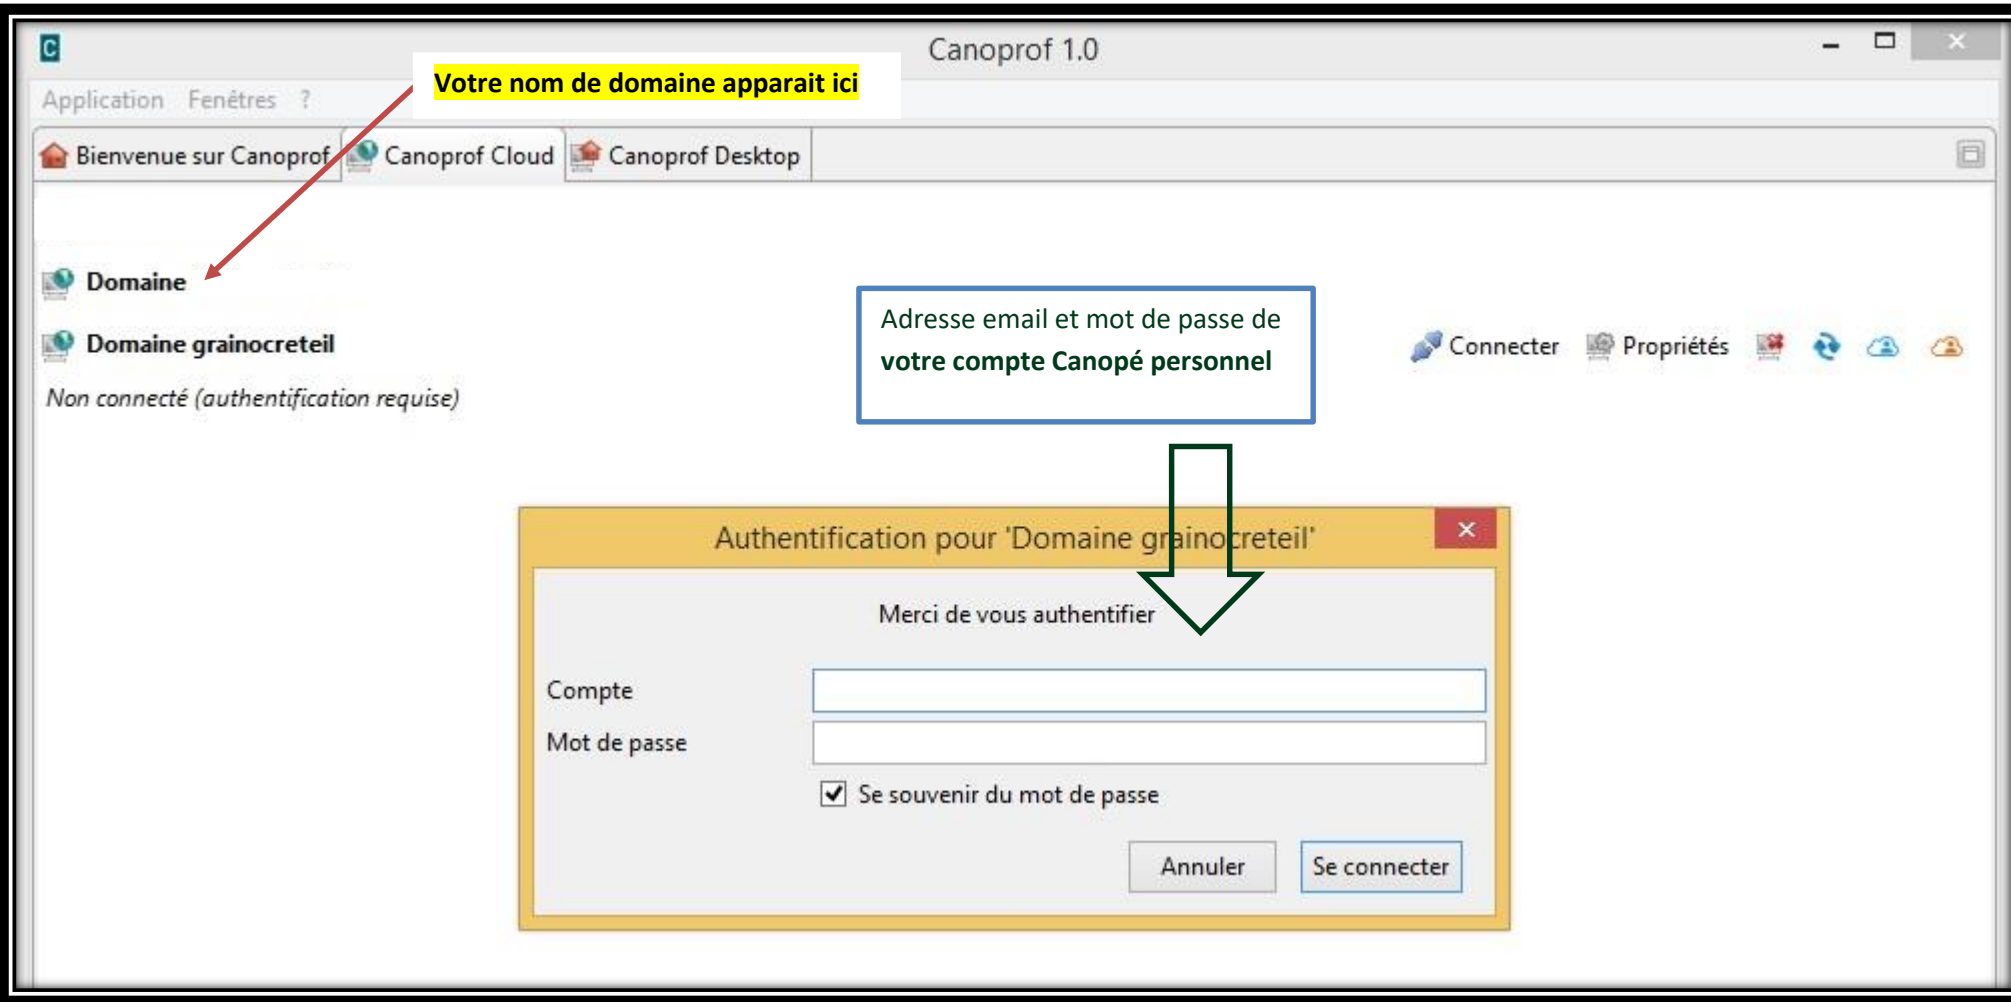 C
Canoprof 1.0
Votre nom de domaine apparait ici
Application Fenêtres ?
Bienvenue sur Canoprof Canoprof Cloud Canoprof Desktop
Domaine
Domaine grainocreteil
Non connecté (authentification requise)
Adresse email et mot de passe de
votre compte Canopé personnel
Connecter Propriétés
Authentification pour 'Domaine grainocreteil'
Merci de vous authentifier
Compte
Mot de passe
Se souvenir du mot de passe
Annuler Se connecter